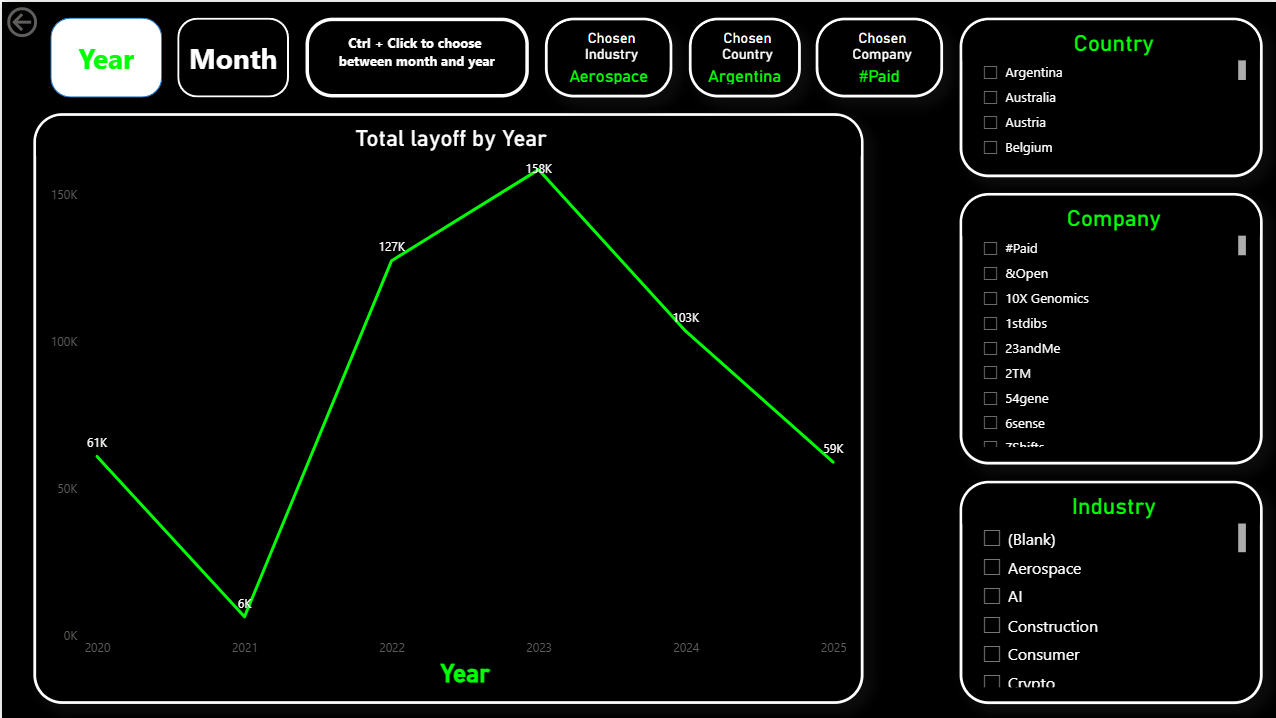 Year
Month
Ctrl + Click to choose
between month and year
Chosen
Industry
Aerospace
Chosen
Country
Argentina
Chosen
Company
#Paid
Total layoff by Year
150K
100K
50K
0K
61K
6K
127K
158K
103K
59K
2020
2021
2022
2023
2024
2025
Year
Country
Argentina
Australia
Austria
Belgium
Company
#Paid
&Open
10X Genomics
1stdibs
23andMe
2TM
54gene
6sense
7Shifts
Industry
(Blank)
Aerospace
AI
Construction
Consumer
Crypto